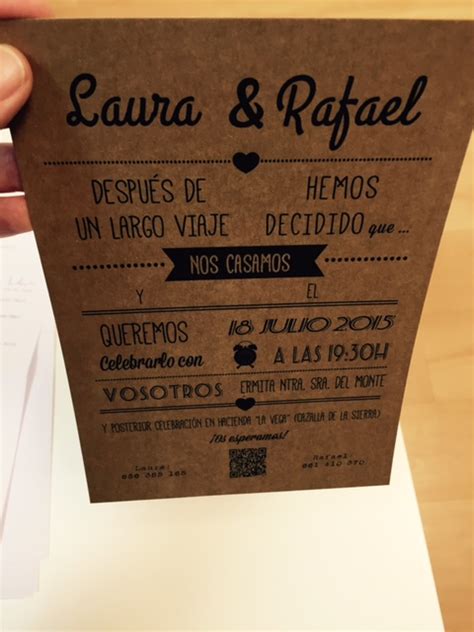 Laura & Rafael
DESPUÉS DE HEMOS
UN LARGO VIAJE DECIDIDO que...
NOS CASAMOS
Y EL
QUEREMOS 18 JULIO 2015
Celebrarlo con A LAS 19:30H
VOSOTROS ERMITA NTRA. SRA. DEL MONTE
Y POSTERIOR CELEBRACIÓN EN HACIENDA "LA VEGA" (CAZALLA DE LA SIERRA)
¡Os esperamos!
Laura Rafael